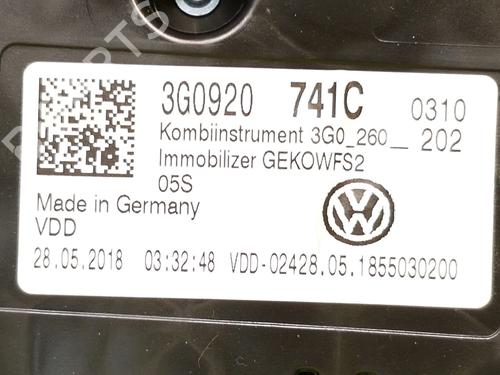 3G0920 741C 0310
Kombiinstrument 3G0_260__ 202
Immobilizer GEKOWFS2
05S
Made in Germany
VDD
28.05.2018 03:32:48 VDD-02428.05.1855030200